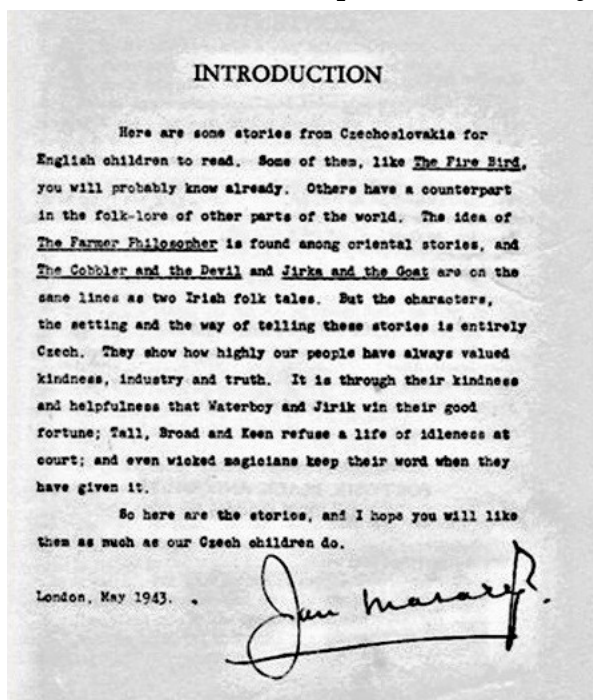 INTRODUCTION
Here are some stories from Czechoslovakia for
English children to read. Some of them, like The Fire Bird,
you will probably know already. Others have a counterpart
in the folk-lore of other parts of the world. The idea of
The Farmer Philosopher is found among oriental stories, and
The Cobbler and the Devil and Jirka and the Goat are on the
same lines as two Irish folk tales. But the characters,
the setting and the way of telling these stories is entirely
Czech. They show how highly our people have always valued
kindness, industry and truth. It is through their kindness
and helpfulness that Waterboy and Jirik win their good
fortune; Tall, Broad and Keen refuse a life of idleness at
court; and even wicked magicians keep their word when they
have given it.
So here are the stories, and I hope you will like
them as much as our Czech children do.
London, May 1943.
Jan Masaryk.